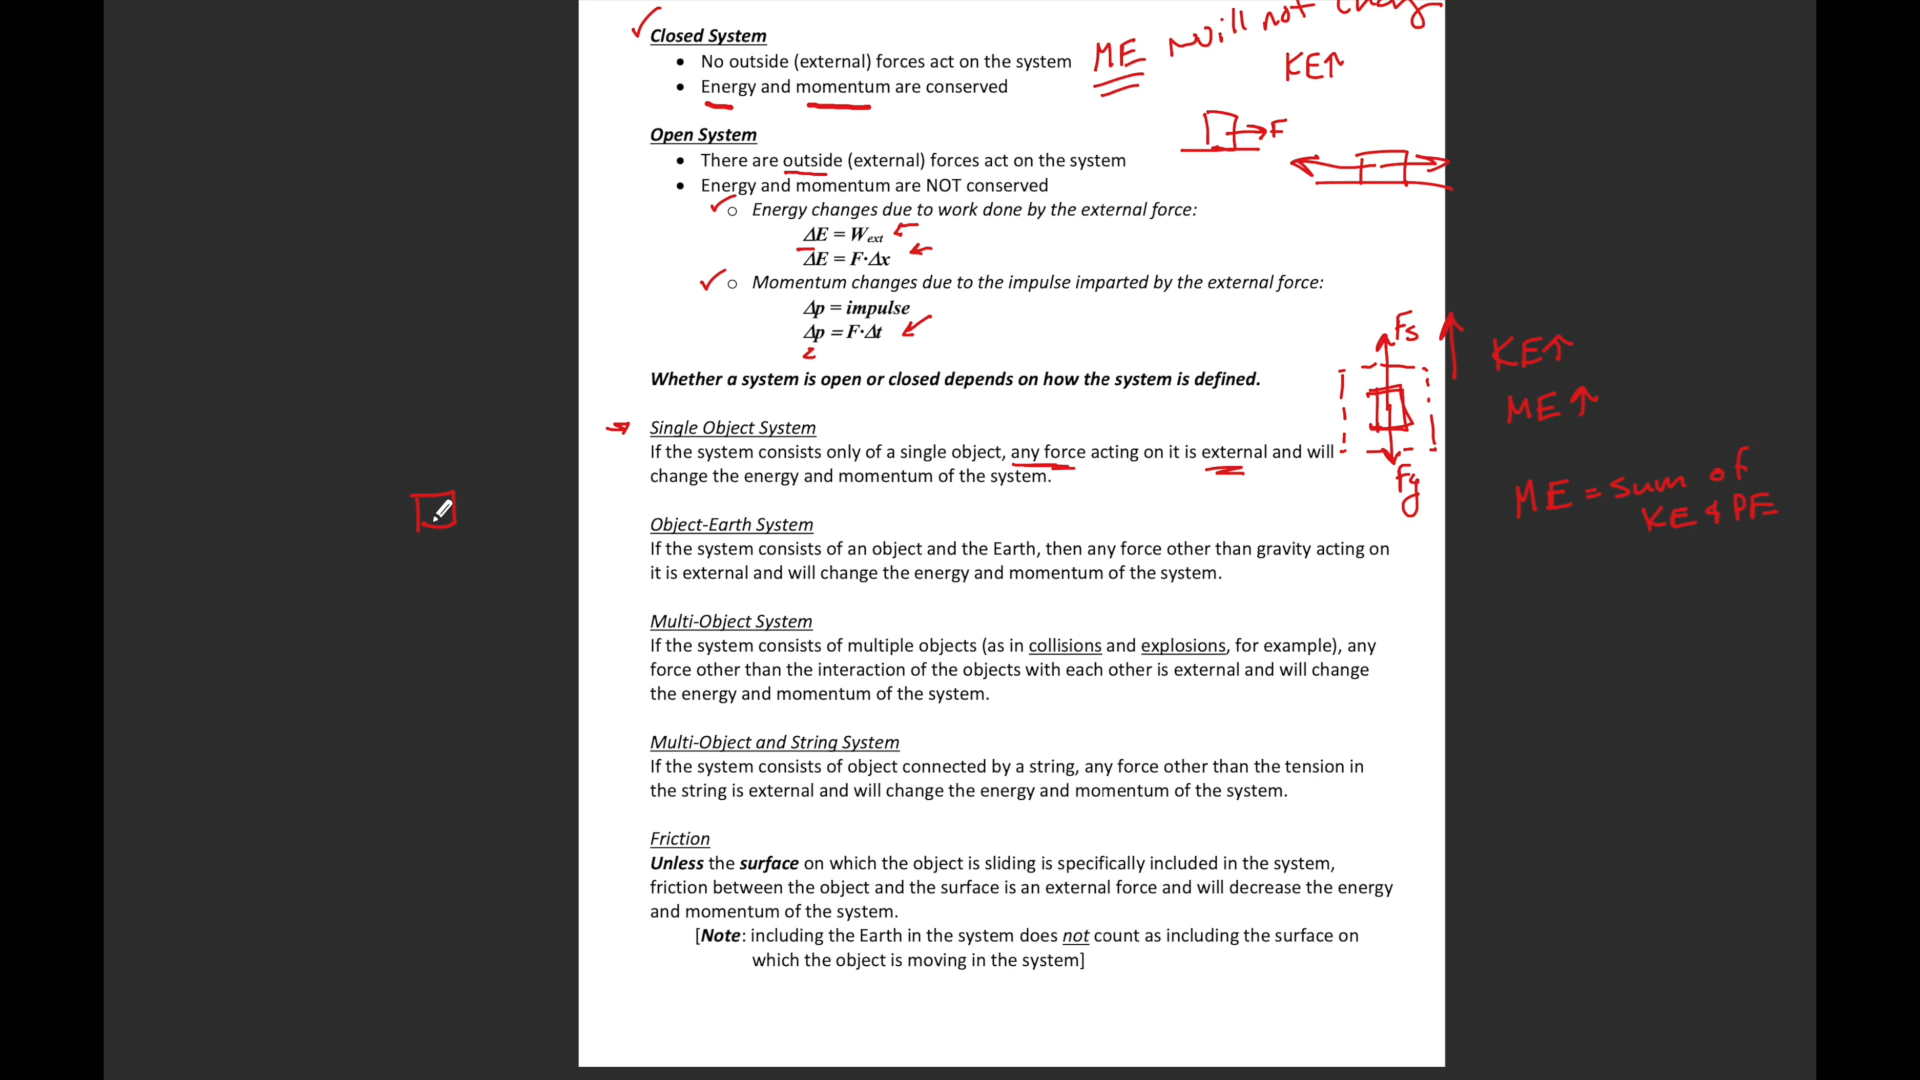 Closed System
• No outside (external) forces act on the system
• Energy and momentum are conserved
ME will not
KE↑
Open System
F
• There are outside (external) forces act on the system
• Energy and momentum are NOT conserved
○ Energy changes due to work done by the external force:
ΔE = Wext
ΔE = F·Δx
○ Momentum changes due to the impulse imparted by the external force:
Δp = impulse
Δp = F·Δt
Fs
KE↑
ME↑
Whether a system is open or closed depends on how the system is defined.
Single Object System
If the system consists only of a single object, any force acting on it is external and will
change the energy and momentum of the system.
Fg
ME = sum of
KE & PE
Object-Earth System
If the system consists of an object and the Earth, then any force other than gravity acting on
it is external and will change the energy and momentum of the system.
Multi-Object System
If the system consists of multiple objects (as in collisions and explosions, for example), any
force other than the interaction of the objects with each other is external and will change
the energy and momentum of the system.
Multi-Object and String System
If the system consists of object connected by a string, any force other than the tension in
the string is external and will change the energy and momentum of the system.
Friction
Unless the surface on which the object is sliding is specifically included in the system,
friction between the object and the surface is an external force and will decrease the energy
and momentum of the system.
[Note: including the Earth in the system does not count as including the surface on
which the object is moving in the system]